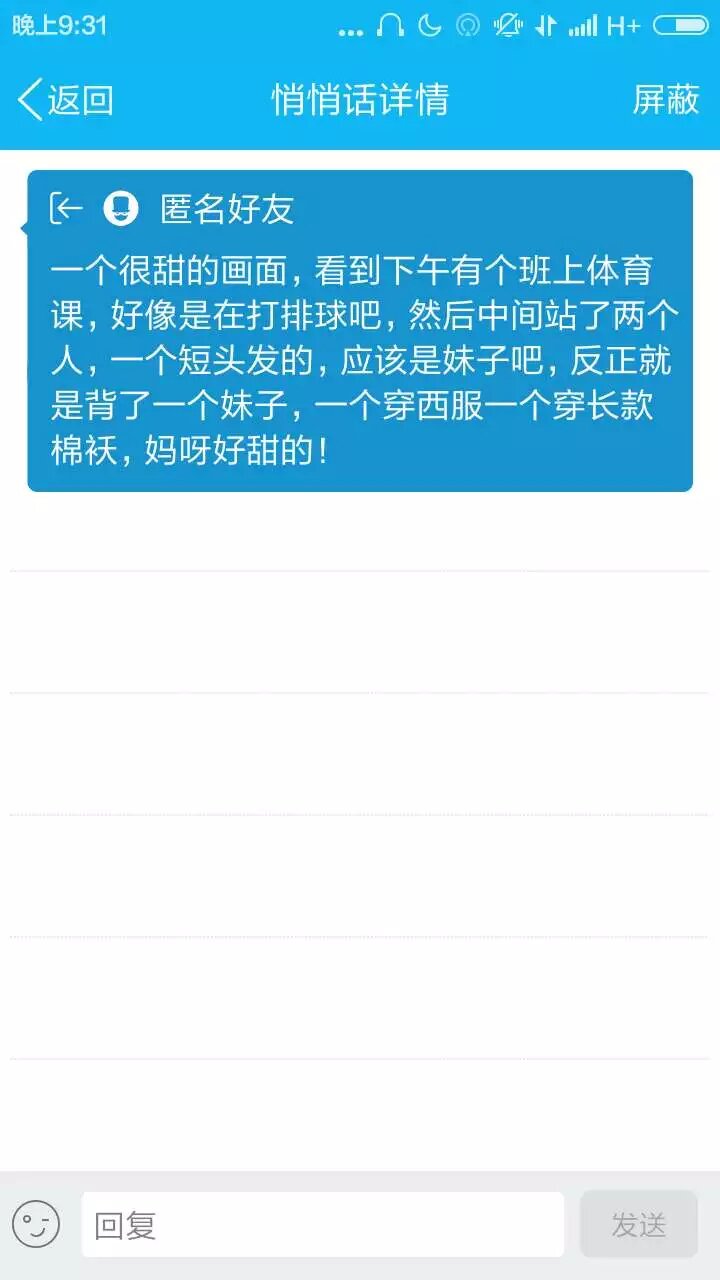 晚上9:31
... H+
返回 悄悄话详情 屏蔽
匿名好友
一个很甜的画面,看到下午有个班上体育
课,好像是在打排球吧,然后中间站了两个
人,一个短头发的,应该是妹子吧,反正就
是背了一个妹子,一个穿西服一个穿长款
棉袄,妈呀好甜的!
回复 发送